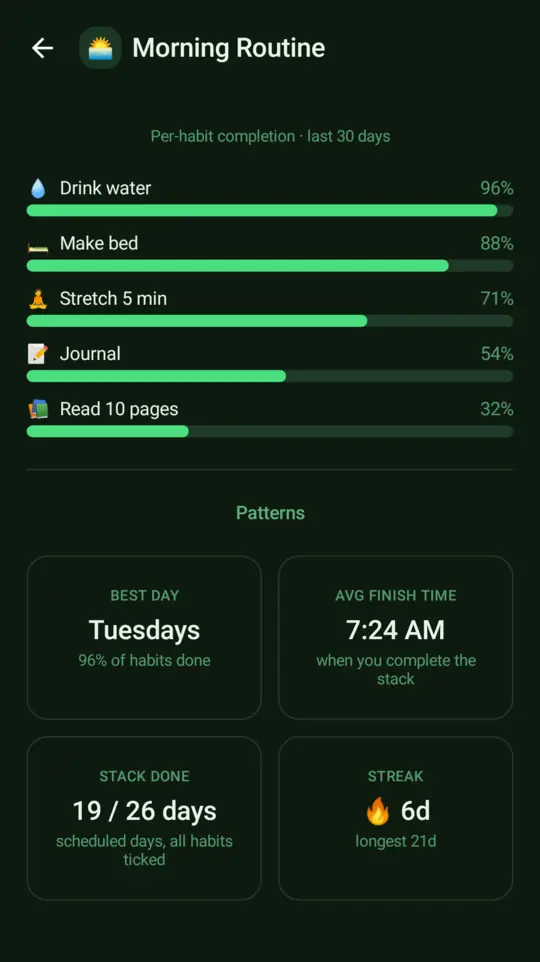 Morning Routine
Per-habit completion · last 30 days
Drink water 96%
Make bed 88%
Stretch 5 min 71%
Journal 54%
Read 10 pages 32%
Patterns
BEST DAY
Tuesdays
96% of habits done
AVG FINISH TIME
7:24 AM
when you complete the
stack
STACK DONE
19 / 26 days
scheduled days, all habits
ticked
STREAK
🔥 6d
longest 21d